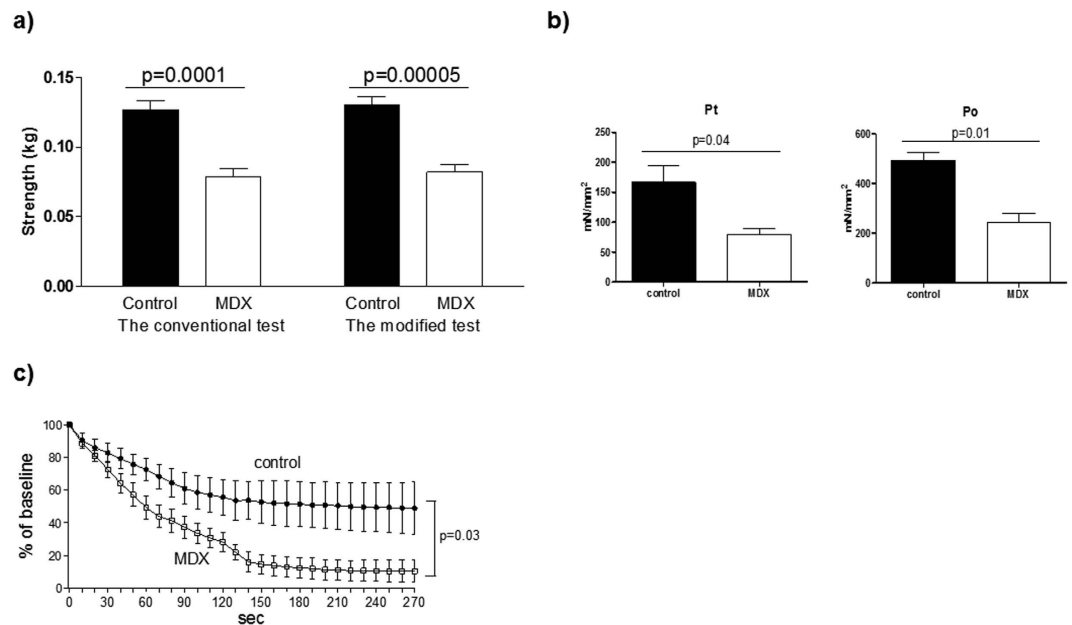 a)
p=0.0001 p=0.00005
Strength (kg)
0.15
0.10
0.05
0.00
Control MDX Control MDX
The conventional test The modified test
b)
Pt
p=0.04
mN/mm²
250
200
150
100
50
0
control MDX
Po
p=0.01
mN/mm²
600
400
200
0
control MDX
c)
% of baseline
100
80
60
40
20
0
control
MDX
p=0.03
0 30 60 90 120 150 180 210 240 270
sec